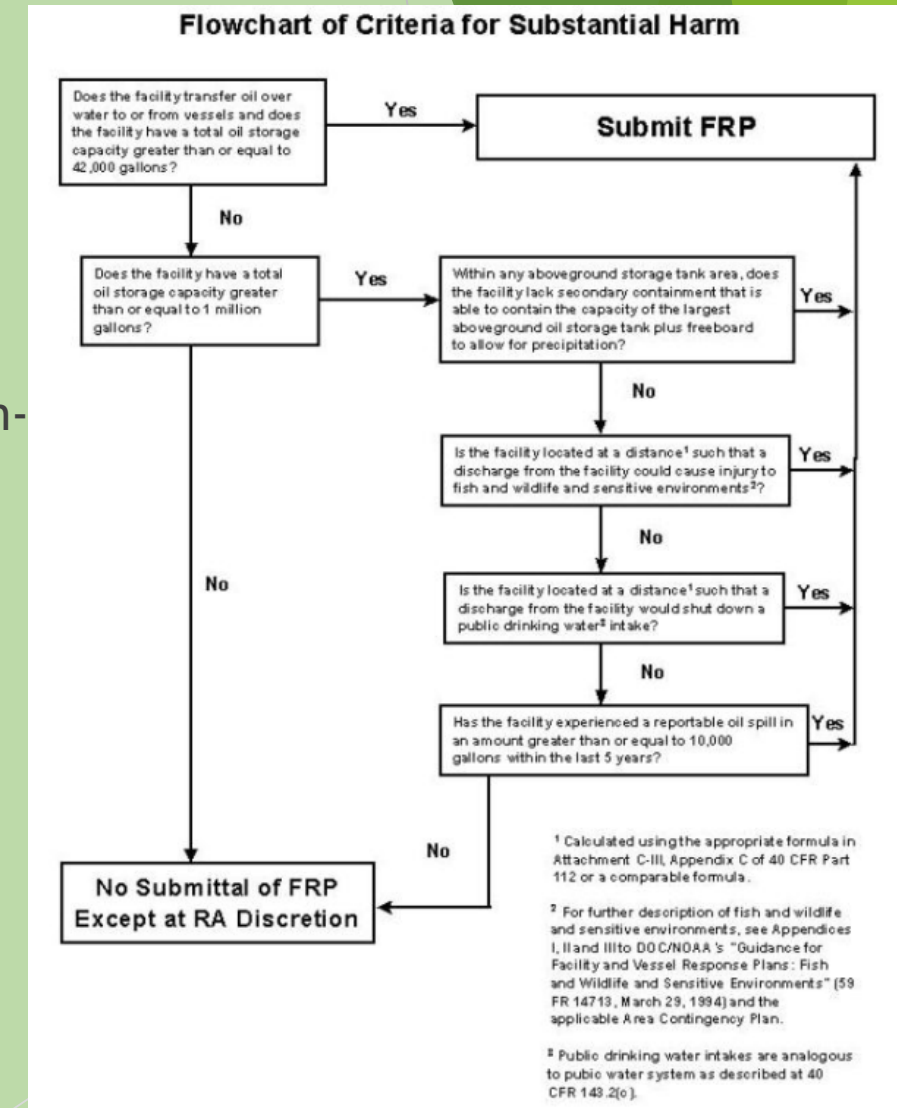 Flowchart of Criteria for Substantial Harm
Does the facility transfer oil over
water to or from vessels and does
the facility have a total oil storage
capacity greater than or equal to
42,000 gallons?
Yes
Submit FRP
No
Does the facility have a total
oil storage capacity greater
than or equal to 1 million
gallons?
Yes
Within any aboveground storage tank area, does
the facility lack secondary containment that is
able to contain the capacity of the largest
aboveground oil storage tank plus freeboard
to allow for precipitation?
Yes
No
n-
Is the facility located at a distance¹ such that a
discharge from the facility could cause injury to
fish and wildlife and sensitive environments²?
Yes
No
No
Is the facility located at a distance¹ such that a
discharge from the facility would shut down a
public drinking water³ intake?
Yes
No
Has the facility experienced a reportable oil spill in
an amount greater than or equal to 10,000
gallons within the last 5 years?
Yes
No
No Submittal of FRP
Except at RA Discretion
¹ Calculated using the appropriate formula in
Attachment C-III, Appendix C of 40 CFR Part
112 or a comparable formula.
² For further description of fish and wildlife
and sensitive environments, see Appendices
I, II and III to DOC/NOAA's "Guidance for
Facility and Vessel Response Plans: Fish
and Wildlife and Sensitive Environments" (59
FR 14713, March 29, 1994) and the
applicable Area Contingency Plan.
³ Public drinking water intakes are analogous
to pubic water system as described at 40
CFR 143.2(c).